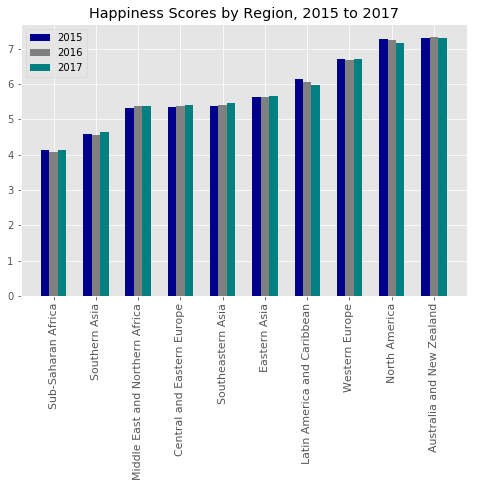 Happiness Scores by Region, 2015 to 2017
2015
2016
2017
7
6
5
4
3
2
1
0
Sub-Saharan Africa
Southern Asia
Middle East and Northern Africa
Central and Eastern Europe
Southeastern Asia
Eastern Asia
Latin America and Caribbean
Western Europe
North America
Australia and New Zealand